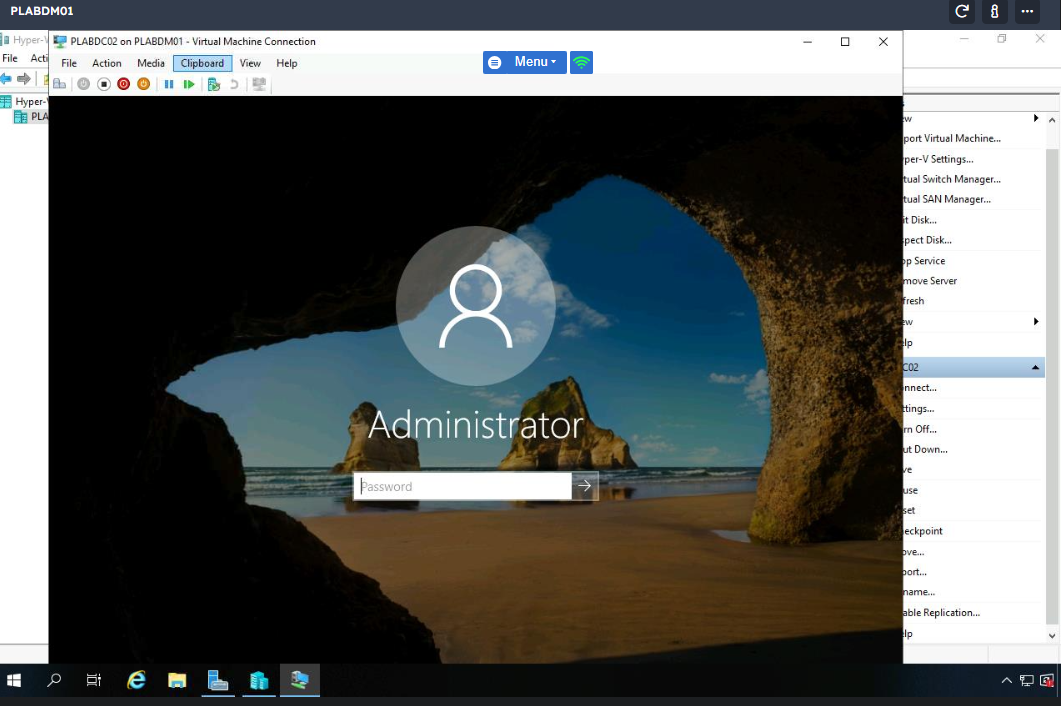 PLABDM01
Hyper-V
PLABDC02 on PLABDM01 - Virtual Machine Connection
File Acti
File Action Media Clipboard View Help
Menu
Hyper-V
PLA
s
ew
port Virtual Machine...
per-V Settings...
tual Switch Manager...
tual SAN Manager...
it Disk...
spect Disk...
op Service
move Server
fresh
ew
elp
C02
nnect...
ttings...
rn Off...
ut Down...
ve
use
set
eckpoint
ove...
port...
name...
able Replication...
elp
Administrator
Password